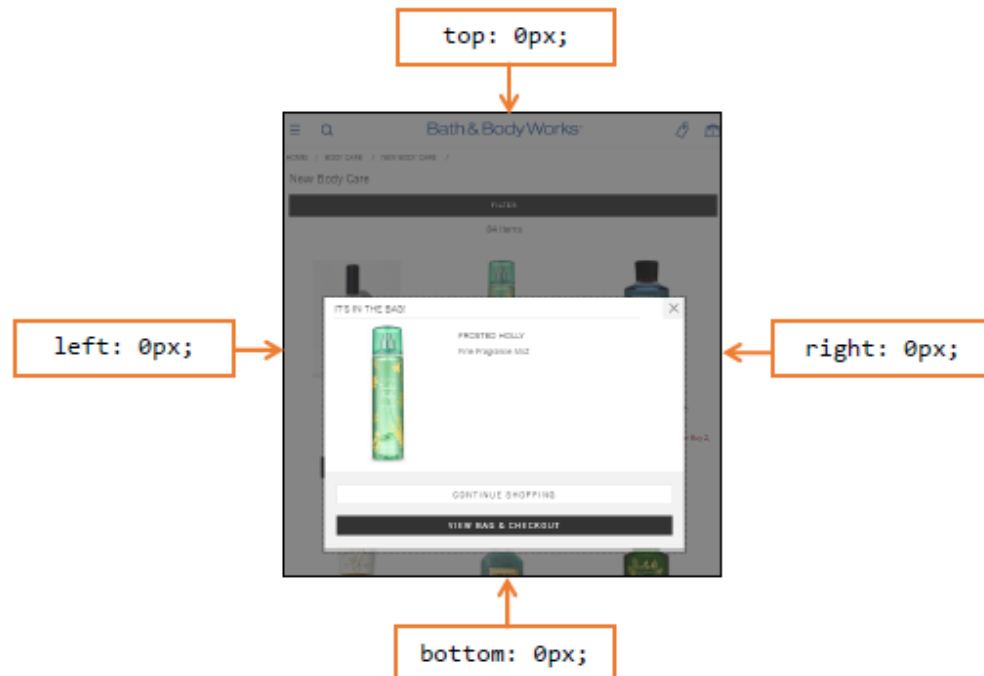 top: 0px;
Bath & Body Works
HOME / BODY CARE / NEW BODY CARE /
New Body Care
FILTER
84 Items
left: 0px;
right: 0px;
IT'S IN THE BAG!
FROSTED HOLLY
Fine Fragrance Mist
CONTINUE SHOPPING
VIEW BAG & CHECKOUT
bottom: 0px;